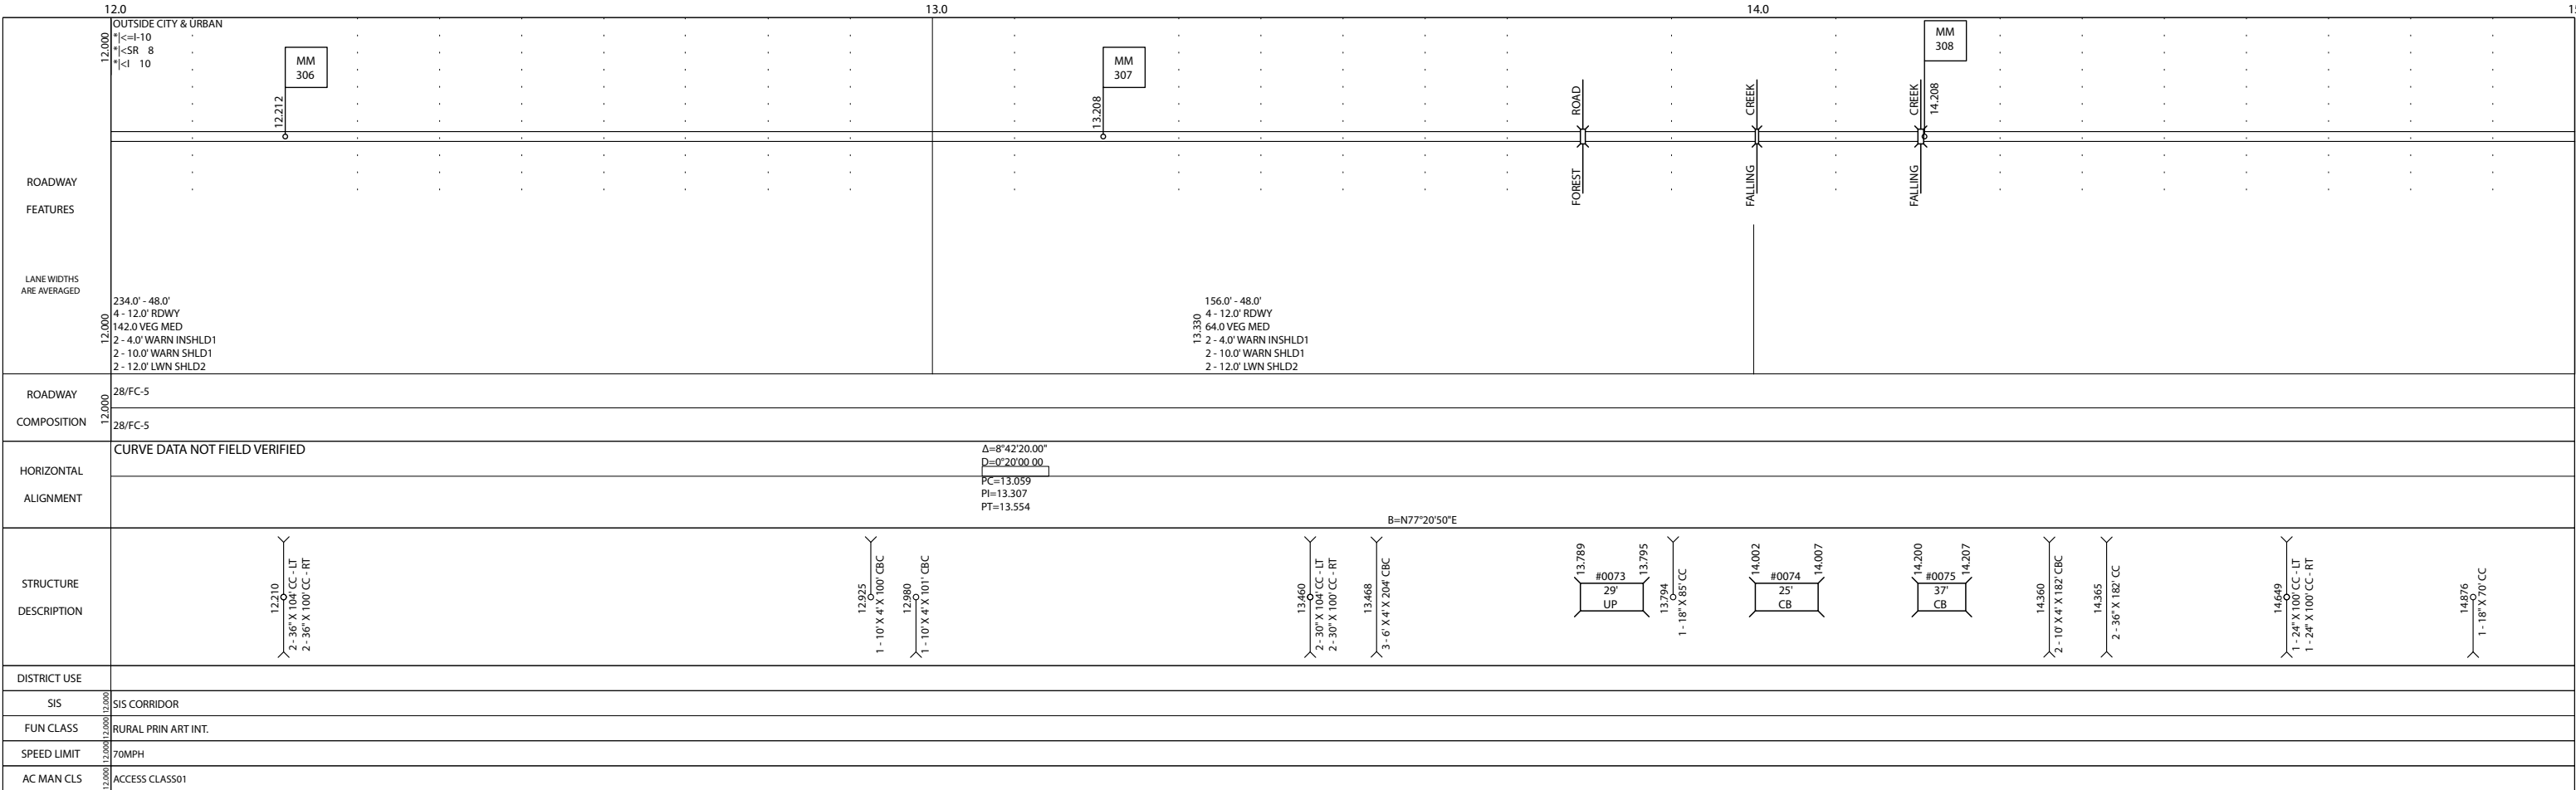 12.0
13.0
14.0
12.000
OUTSIDE CITY & URBAN
*|<=I-10
*|<SR 8
*|<I 10
MM
306
12.212
MM
307
13.208
MM
308
14.208
ROAD
FOREST
CREEK
FALLING
CREEK
FALLING
ROADWAY
FEATURES
LANE WIDTHS
ARE AVERAGED
12.000
234.0' - 48.0'
4 - 12.0' RDWY
142.0 VEG MED
2 - 4.0' WARN INSHLD1
2 - 10.0' WARN SHLD1
2 - 12.0' LWN SHLD2
13.330
156.0' - 48.0'
4 - 12.0' RDWY
64.0 VEG MED
2 - 4.0' WARN INSHLD1
2 - 10.0' WARN SHLD1
2 - 12.0' LWN SHLD2
ROADWAY
COMPOSITION
12.000
28/FC-5
28/FC-5
HORIZONTAL
ALIGNMENT
CURVE DATA NOT FIELD VERIFIED
Δ=8°42'20.00"
D=0°20'00 00
PC=13.059
PI=13.307
PT=13.554
B=N77°20'50"E
STRUCTURE
DESCRIPTION
12.210
2 - 36" X 104' CC - LT
2 - 36" X 100' CC - RT
12.925
1 - 10' X 4' X 100' CBC
12.980
1 - 10' X 4' X 101' CBC
13.460
2 - 30" X 104' CC - LT
2 - 30" X 100' CC - RT
13.468
3 - 6' X 4' X 204' CBC
13.789
13.795
#0073
29'
UP
13.794
1 - 18" X 85' CC
14.002
14.007
#0074
25'
CB
14.200
14.207
#0075
37'
CB
14.360
2 - 10' X 4' X 182' CBC
14.365
2 - 36" X 182' CC
14.649
1 - 24" X 100' CC - LT
1 - 24" X 100' CC - RT
14.876
1 - 18" X 70' CC
DISTRICT USE
SIS
12.000
SIS CORRIDOR
FUN CLASS
12.000
RURAL PRIN ART INT.
SPEED LIMIT
12.000
70MPH
AC MAN CLS
12.000
ACCESS CLASS01